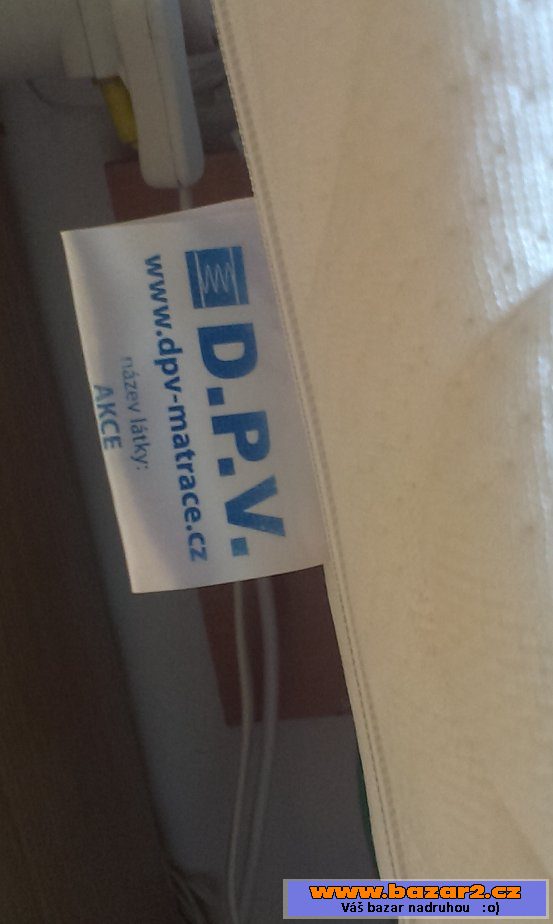 D.P.V.
www.dpv-matrace.cz
název látky:
AKCE
www.bazar2.cz
Váš bazar nadruhou :o)